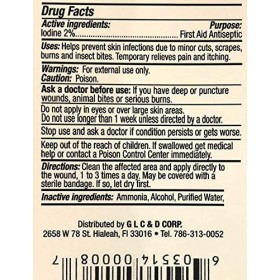 Drug Facts
Active ingredients: Purpose:
Iodine 2% First Aid Antiseptic
Uses: Helps prevent skin infections due to minor cuts, scrapes,
burns and insect bites. Temporary relieves pain and itching.
Warnings: For external use only.
Caution: Poison.
Ask a doctor before use: If you have deep or puncture
wounds, animal bites or serious burns.
Do not apply in eyes or over large skin areas.
Do not use longer than 1 week unless directed by a doctor.
Stop use and ask a doctor if condition persists or gets worse.
Keep out of the reach of children. If swallowed get medical
help or contact a Poison Control Center immediately.
Directions: Clean the affected area and apply directly to
the wound, 1 to 3 times a day. May be covered with a
sterile bandage. If so, let dry first.
Inactive ingredients: Ammonia, Alcohol, Purified Water,
Distributed by G L C & D CORP.
2658 W 78 St. Hialeah, Fl 33016 • Tel. 786-313-0052
6 03514 00008 7